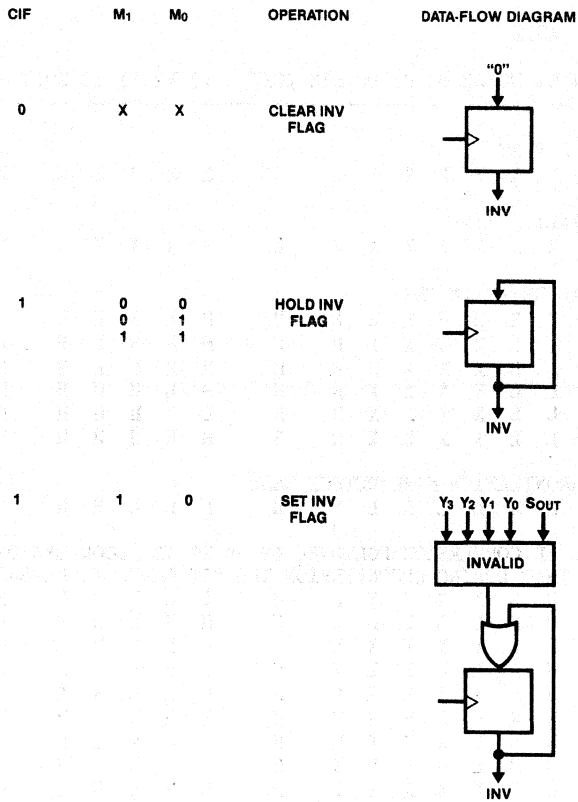 CIF M1 M0 OPERATION DATA-FLOW DIAGRAM
"0"
0 X X CLEAR INV
FLAG
INV
1 0 0 HOLD INV
0 1 FLAG
1 1
INV
1 1 0 SET INV
FLAG
Y3 Y2 Y1 Y0 SOUT
INVALID
INV